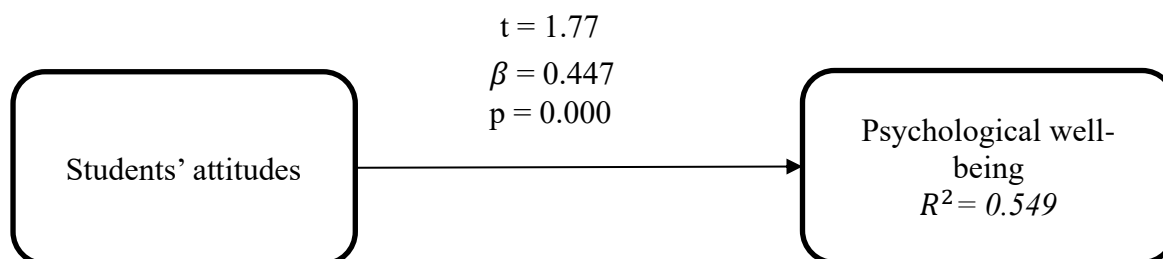 t = 1.77
β = 0.447
p = 0.000
Students’ attitudes
Psychological well-
being
R² = 0.549